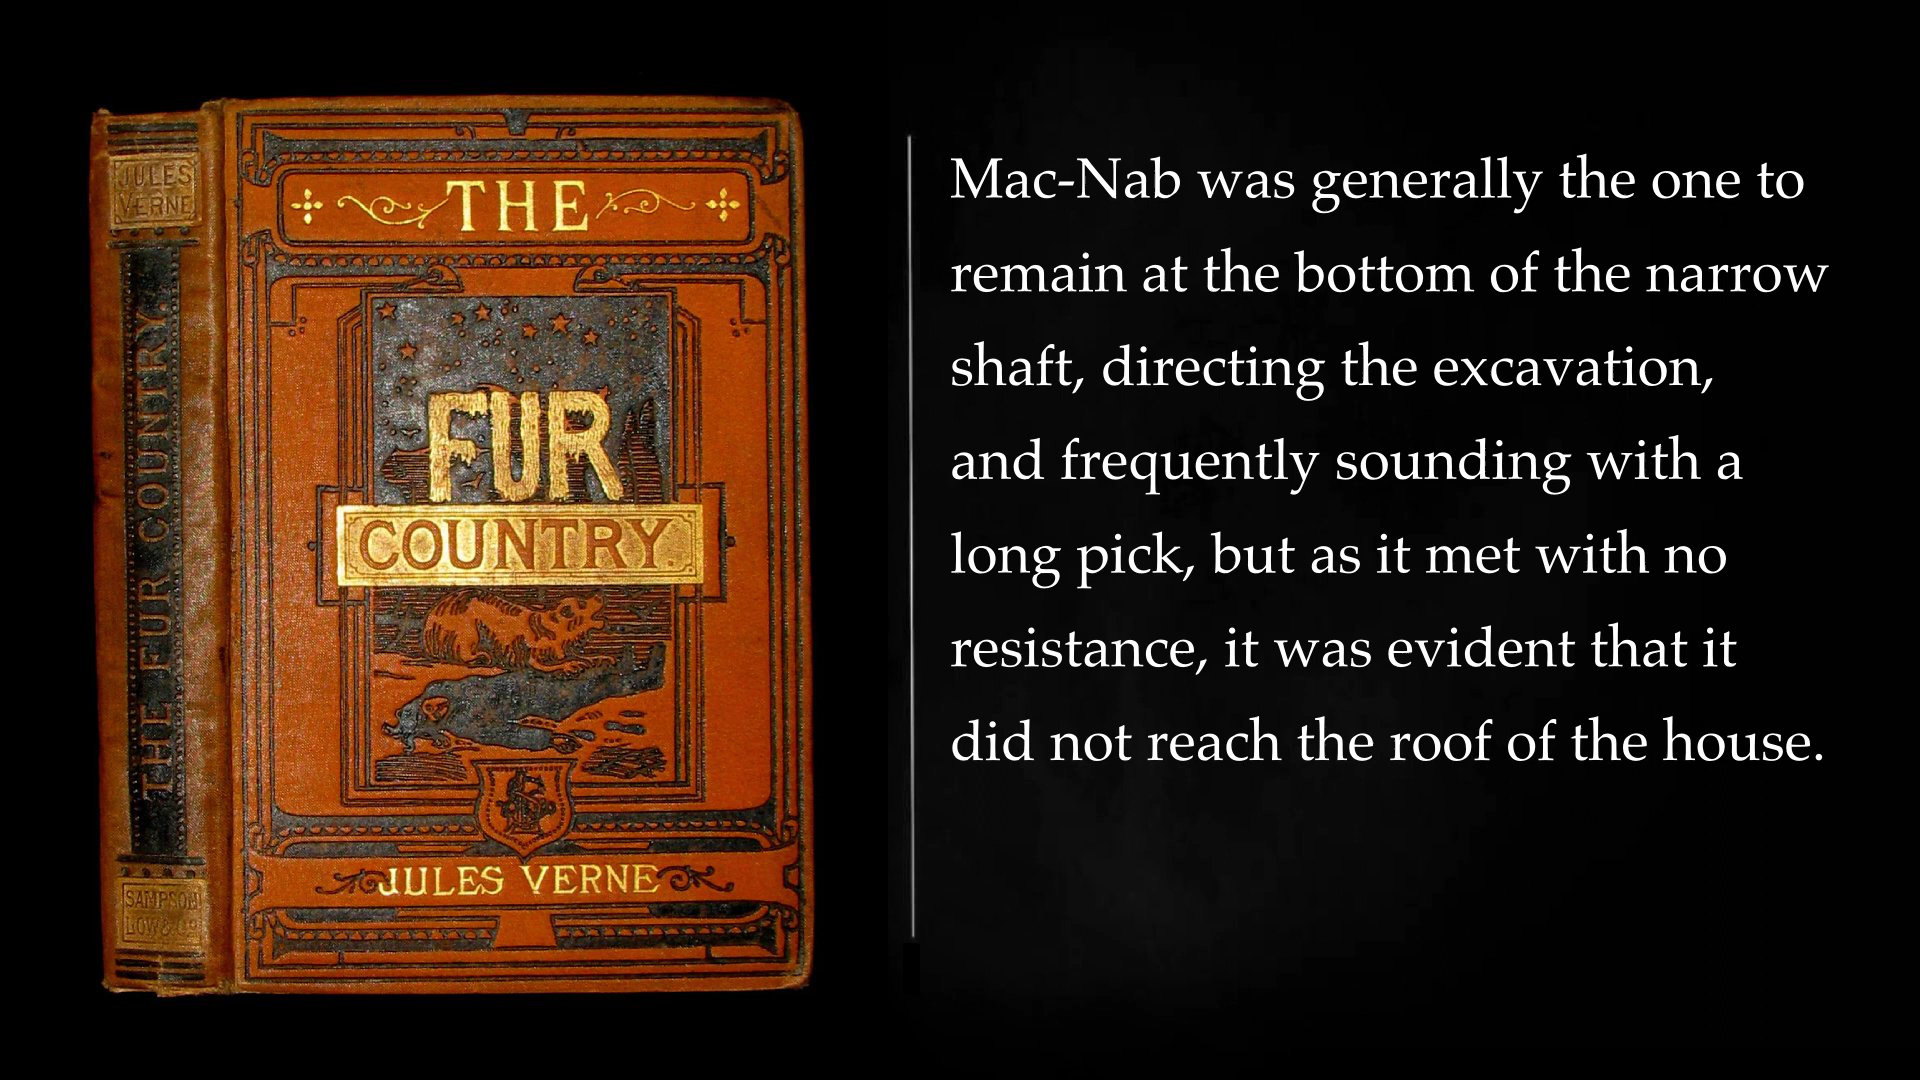 JULES
VERNE
THE FUR COUNTRY.
SAMPSON
LOW & Co
THE
FUR
COUNTRY.
JULES VERNE
Mac-Nab was generally the one to
remain at the bottom of the narrow
shaft, directing the excavation,
and frequently sounding with a
long pick, but as it met with no
resistance, it was evident that it
did not reach the roof of the house.